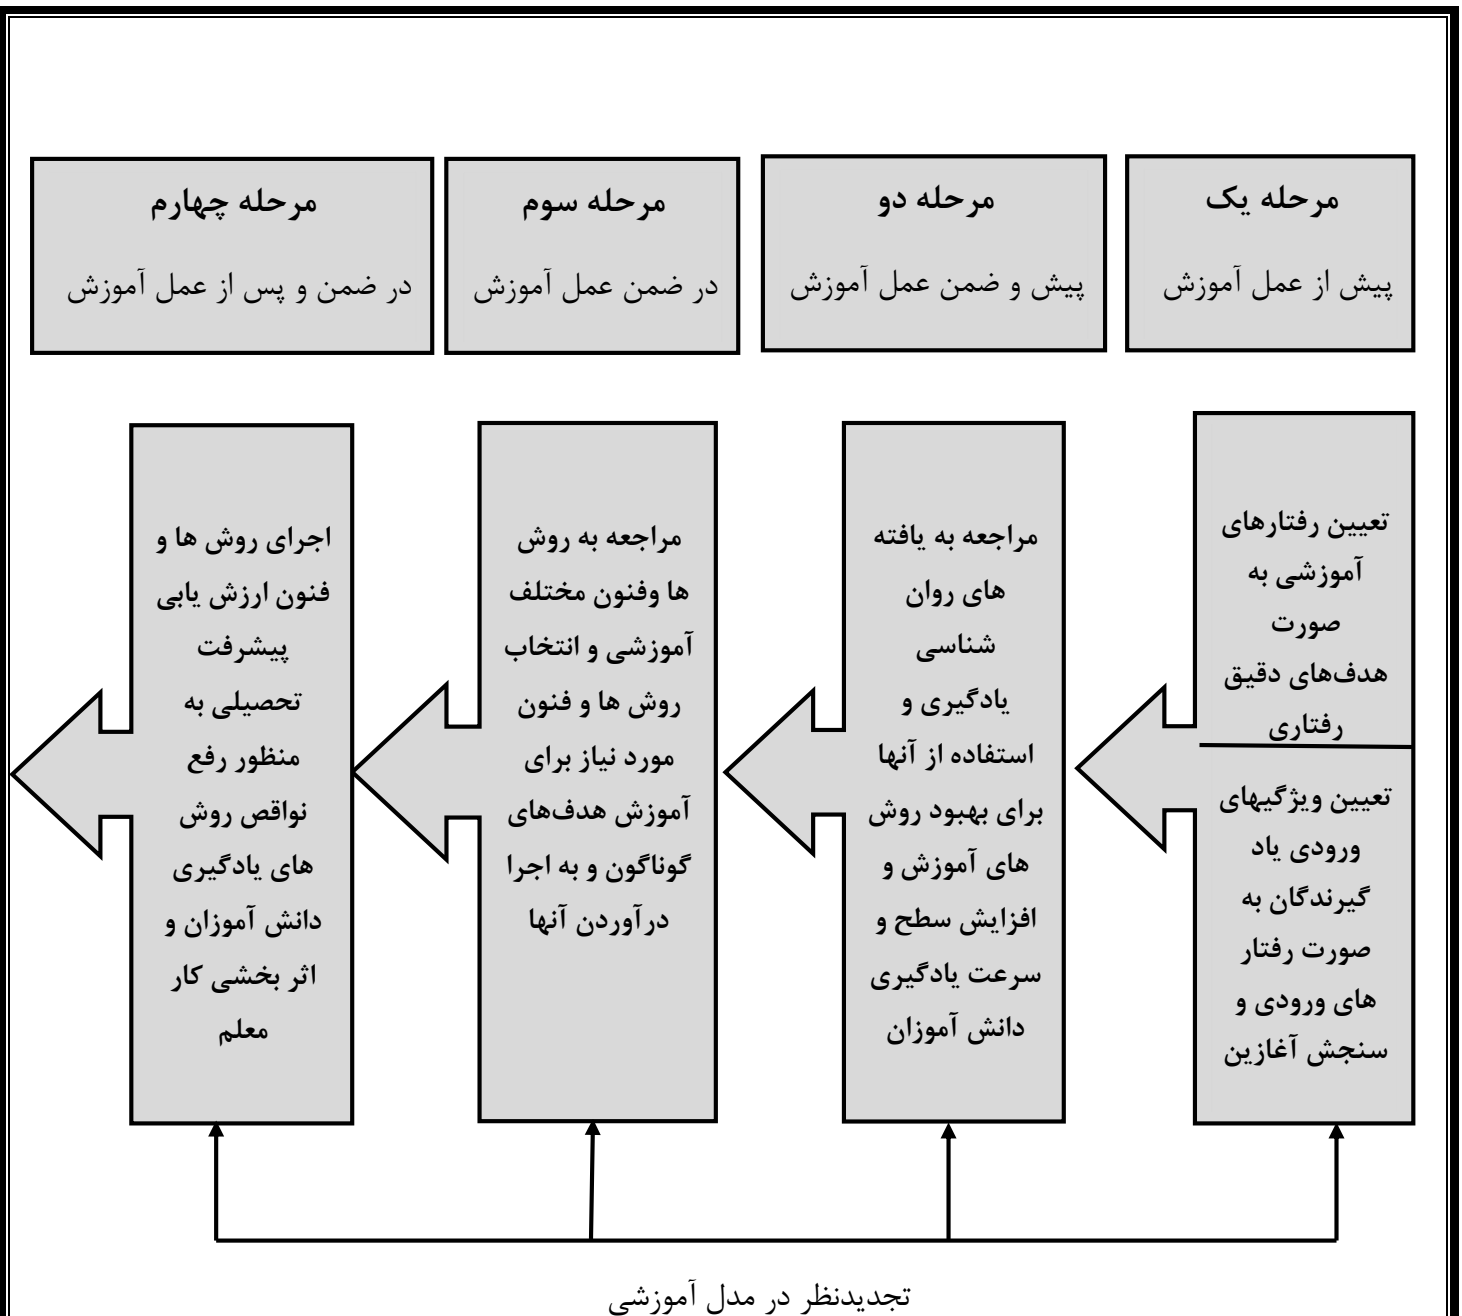 مرحله یک
پیش از عمل آموزش
مرحله دو
پیش و ضمن عمل آموزش
مرحله سوم
در ضمن عمل آموزش
مرحله چهارم
در ضمن و پس از عمل آموزش
تعیین رفتارهای
آموزشی به
صورت
هدف‌های دقیق
رفتاری
تعیین ویژگیهای
ورودی یاد
گیرندگان به
صورت رفتار
های ورودی و
سنجش آغازین
مراجعه به یافته
های روان
شناسی
یادگیری و
استفاده از آنها
برای بهبود روش
های آموزش و
افزایش سطح و
سرعت یادگیری
دانش آموزان
مراجعه به روش
ها وفنون مختلف
آموزشی و انتخاب
روش ها و فنون
مورد نیاز برای
آموزش هدف‌های
گوناگون و به اجرا
درآوردن آنها
اجرای روش ها و
فنون ارزش یابی
پیشرفت
تحصیلی به
منظور رفع
نواقص روش
های یادگیری
دانش آموزان و
اثر بخشی کار
معلم
تجدیدنظر در مدل آموزشی